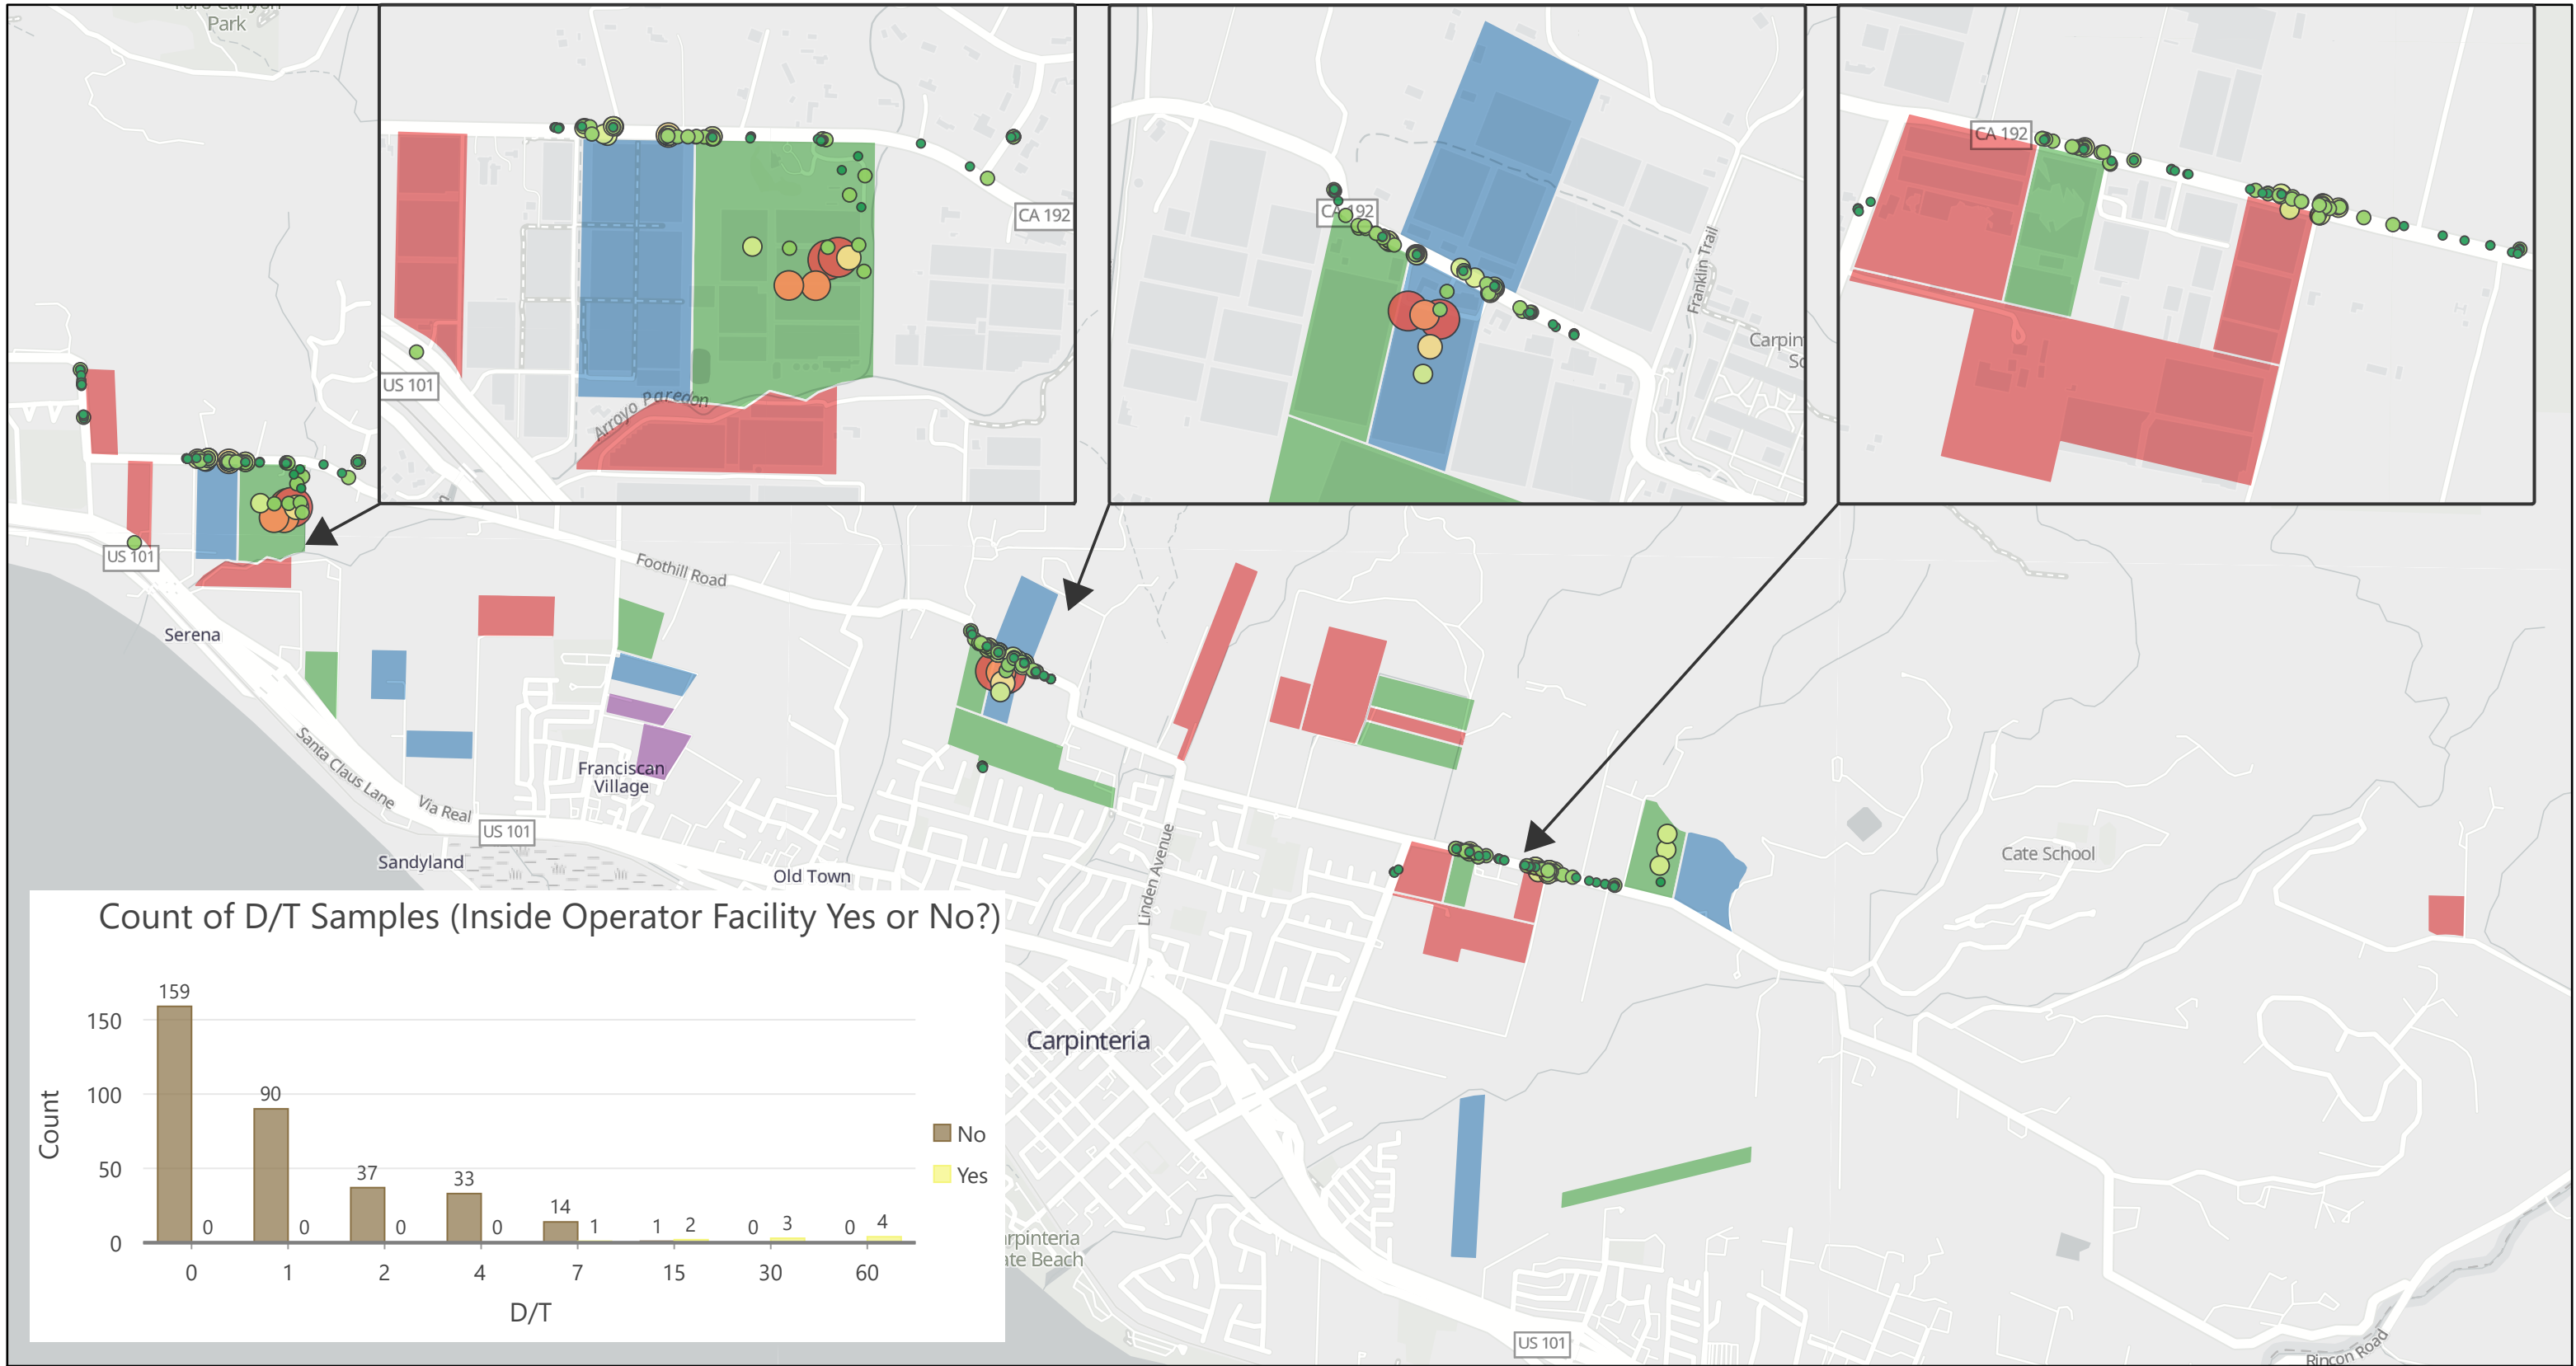 Park
CA 192
US 101
Arroyo Paredon
CA 192
Franklin Trail
Carpin
Sc
CA 192
US 101
Serena
Foothill Road
Santa Claus Lane
Via Real
US 101
Franciscan
Village
Sandyland
Old Town
Linden Avenue
Cate School
Carpinteria
arpinteria
ate Beach
US 101
Rincon Road
Count of D/T Samples (Inside Operator Facility Yes or No?)
Count
150
100
50
0
159
0
90
0
37
0
33
0
14
1
1
2
0
3
0
4
0
1
2
4
7
15
30
60
D/T
No
Yes